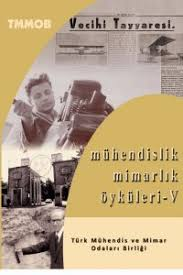 TMMOB
Vecihi Tayyaresi.
mühendislik
mimarlık
öyküleri-V
Türk Mühendis ve Mimar
Odaları Birliği